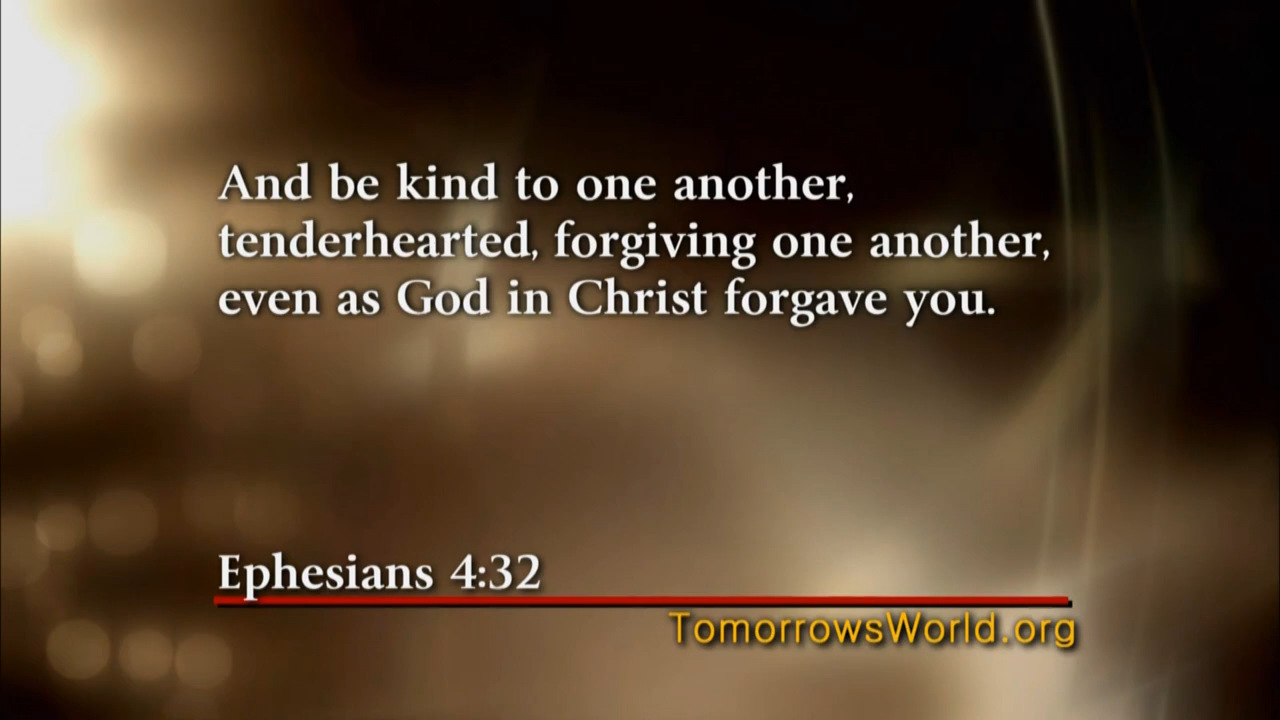 And be kind to one another,
tenderhearted, forgiving one another,
even as God in Christ forgave you.
Ephesians 4:32
TomorrowsWorld.org